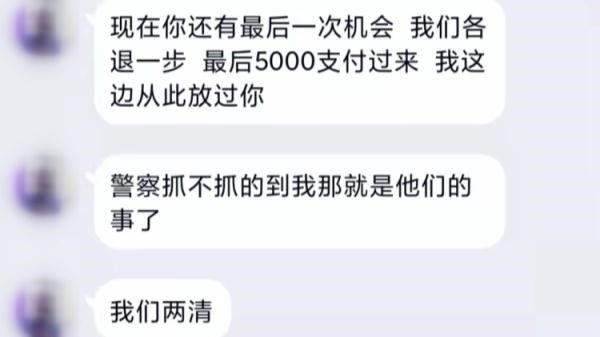 现在你还有最后一次机会 我们各
退一步 最后5000支付过来 我这
边从此放过你
警察抓不抓的到我那就是他们的
事了
我们两清